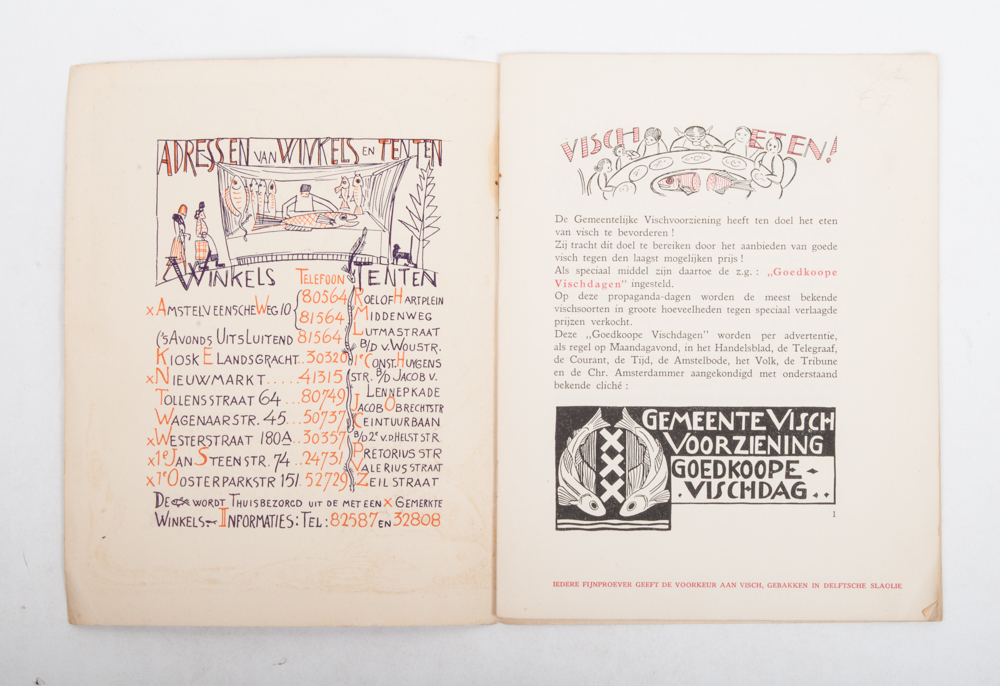 ADRESSEN VAN WINKELS EN TENTEN
WINKELS TELEFOON TENTEN
x AMSTELVEENSCHE WEG 10 { 80564
81564
('s AVONDS UITSLUITEND 81564
KIOSK ELANDSGRACHT.. 30320
x NIEUWMARKT ..... 41315
TOLLENSSTRAAT 64 ... 80749
WAGENAARSTR. 45 ... 50737
x WESTERSTRAAT 180A .. 30357
x 1e JAN STEENSTR. 74 .. 24731
x 1e OOSTERPARKSTR 151. 52729
ROELOF HARTPLEIN
MIDDENWEG
LUTMASTRAAT
B/D V. WOUSTR.
1e CONST. HUIGENS
STR. B/D JACOB V.
LENNEPKADE
JACOB OBRECHTSTR
CEINTUURBAAN
B/D 2e V.D HELST STR
PRETORIUS STR
VALERIUSSTRAAT
ZEILSTRAAT
DE WORDT THUISBEZORGD UIT DE MET EEN x GEMERKTE
WINKELS – INFORMATIES: TEL: 82587 EN 32808
VISCH ETEN!
De Gemeentelijke Vischvoorziening heeft ten doel het eten
van visch te bevorderen !
Zij tracht dit doel te bereiken door het aanbieden van goede
visch tegen den laagst mogelijken prijs !
Als speciaal middel zijn daartoe de z.g. : „Goedkoope
Vischdagen" ingesteld.
Op deze propaganda-dagen worden de meest bekende
vischsoorten in groote hoeveelheden tegen speciaal verlaagde
prijzen verkocht.
Deze „Goedkoope Vischdagen" worden per advertentie,
als regel op Maandagavond, in het Handelsblad, de Telegraaf,
de Courant, de Tijd, de Amstelbode, het Volk, de Tribune
en de Chr. Amsterdammer aangekondigd met onderstaand
bekende cliché :
GEMEENTE VISCH
VOORZIENING
GOEDKOOPE -
. VISCHDAG . .
1
IEDERE FIJNPROEVER GEEFT DE VOORKEUR AAN VISCH, GEBAKKEN IN DELFTSCHE SLAOLIE